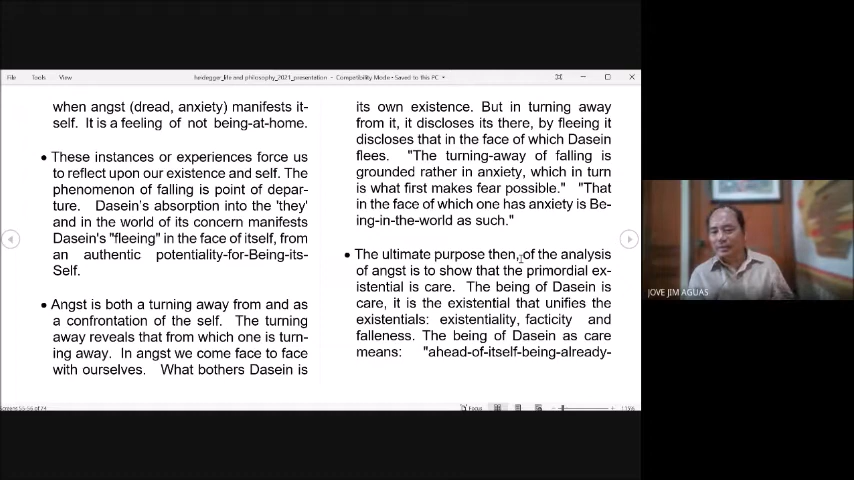 File Tools View heidegger_life and philosophy_2021_presentation - Compatibility Mode • Saved to this PC
when angst (dread, anxiety) manifests it-
self. It is a feeling of not being-at-home.
• These instances or experiences force us
to reflect upon our existence and self. The
phenomenon of falling is point of depar-
ture. Dasein's absorption into the 'they'
and in the world of its concern manifests
Dasein's "fleeing" in the face of itself, from
an authentic potentiality-for-Being-its-
Self.
• Angst is both a turning away from and as
a confrontation of the self. The turning
away reveals that from which one is turn-
ing away. In angst we come face to face
with ourselves. What bothers Dasein is
its own existence. But in turning away
from it, it discloses its there, by fleeing it
discloses that in the face of which Dasein
flees. "The turning-away of falling is
grounded rather in anxiety, which in turn
is what first makes fear possible." "That
in the face of which one has anxiety is Be-
ing-in-the-world as such."
• The ultimate purpose then, of the analysis
of angst is to show that the primordial ex-
istential is care. The being of Dasein is
care, it is the existential that unifies the
existentials: existentiality, facticity and
falleness. The being of Dasein as care
means: "ahead-of-itself-being-already-
Focus
JOVE JIM AGUAS